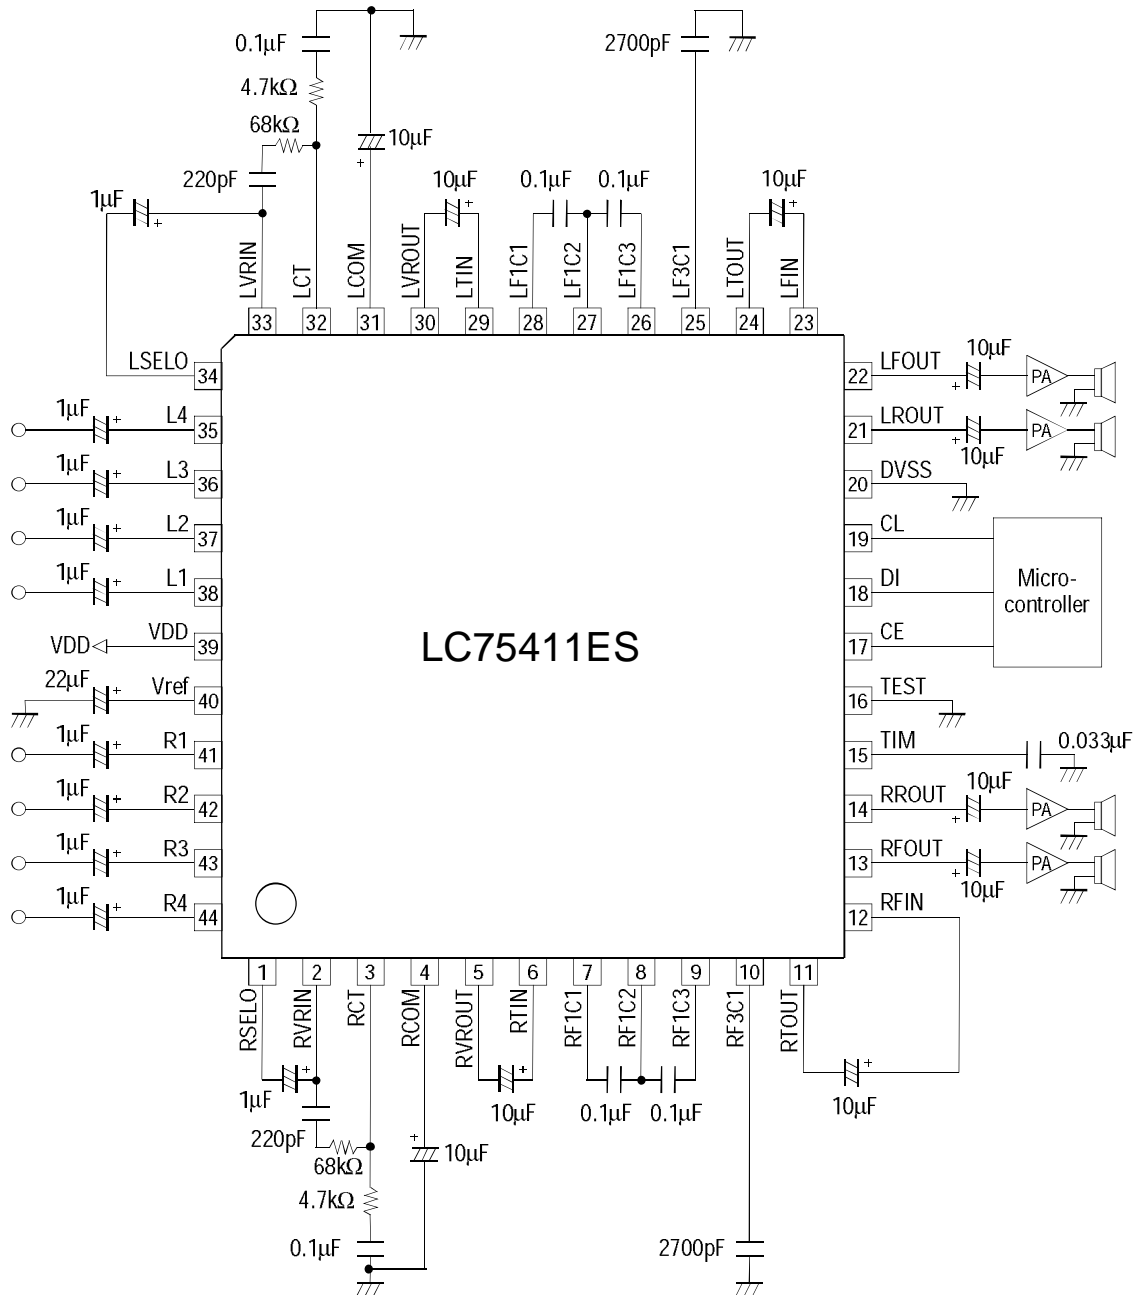 0.1µF
2700pF
4.7kΩ
68kΩ
10µF
220pF
1µF
10µF
0.1µF
0.1µF
10µF
LVRIN
LCT
LCOM
LVROUT
LTIN
LF1C1
LF1C2
LF1C3
LF3C1
LTOUT
LFIN
33
32
31
30
29
28
27
26
25
24
23
LSELO
34
22
LFOUT
10µF
PA
1µF
L4
35
21
LROUT
10µF
PA
1µF
L3
36
20
DVSS
1µF
L2
37
19
CL
1µF
L1
38
18
DI
Micro-
controller
VDD
VDD
39
LC75411ES
17
CE
22µF
Vref
40
16
TEST
1µF
R1
41
15
TIM
0.033µF
1µF
R2
42
14
RROUT
10µF
PA
1µF
R3
43
13
RFOUT
10µF
PA
1µF
R4
44
12
RFIN
1
2
3
4
5
6
7
8
9
10
11
RSELO
RVRIN
RCT
RCOM
RVROUT
RTIN
RF1C1
RF1C2
RF1C3
RF3C1
RTOUT
1µF
10µF
0.1µF
0.1µF
10µF
220pF
68kΩ
10µF
4.7kΩ
0.1µF
2700pF